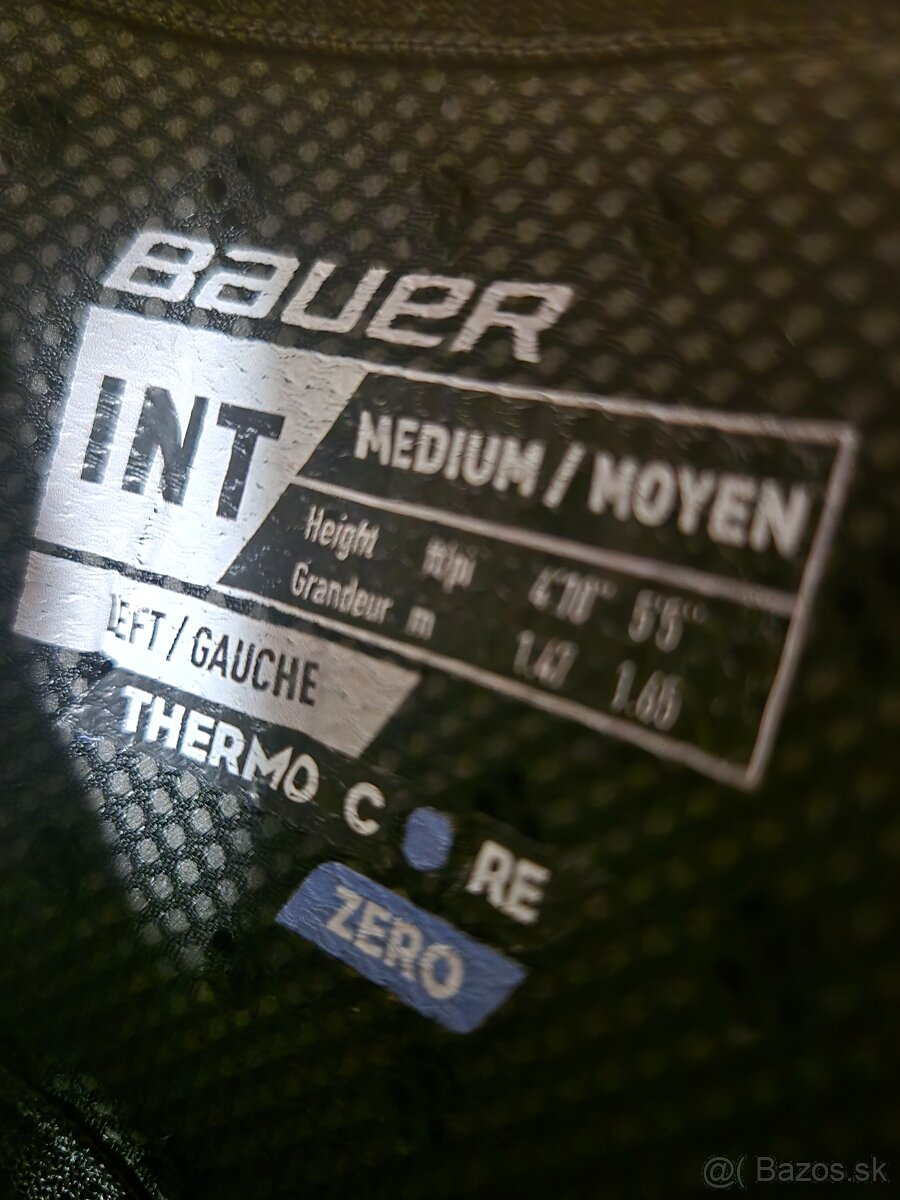 BAUER
INT
MEDIUM / MOYEN
Height ft/pi 4'10" 5'5"
Grandeur m 1.47 1.65
LEFT / GAUCHE
THERMO CORE
ZERO
@( Bazos.sk